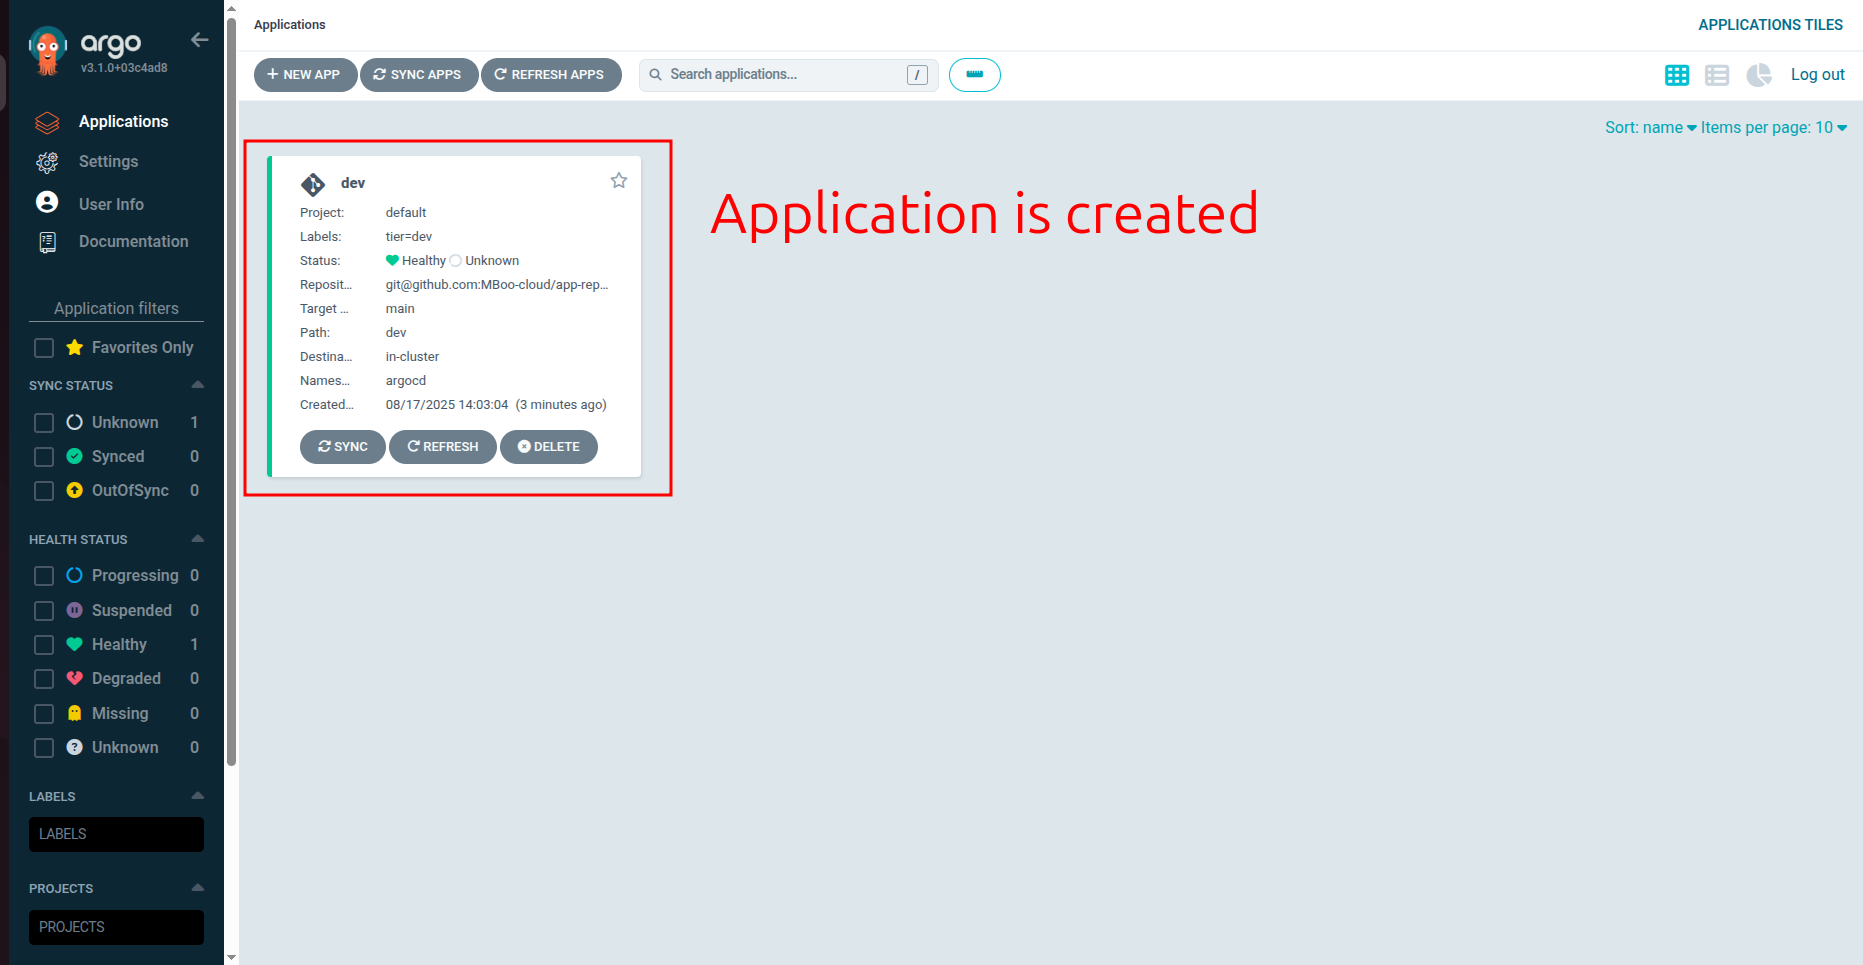 argo
v3.1.0+03c4ad8
Applications
Settings
User Info
Documentation
Application filters
Favorites Only
SYNC STATUS
Unknown 1
Synced 0
OutOfSync 0
HEALTH STATUS
Progressing 0
Suspended 0
Healthy 1
Degraded 0
Missing 0
Unknown 0
LABELS
LABELS
PROJECTS
PROJECTS
Applications
APPLICATIONS TILES
+ NEW APP SYNC APPS REFRESH APPS Search applications... / Log out
Sort: name Items per page: 10
dev
Project: default
Labels: tier=dev
Status: Healthy Unknown
Reposit... git@github.com:MBoo-cloud/app-rep...
Target ... main
Path: dev
Destina... in-cluster
Names... argocd
Created... 08/17/2025 14:03:04 (3 minutes ago)
SYNC REFRESH DELETE
Application is created